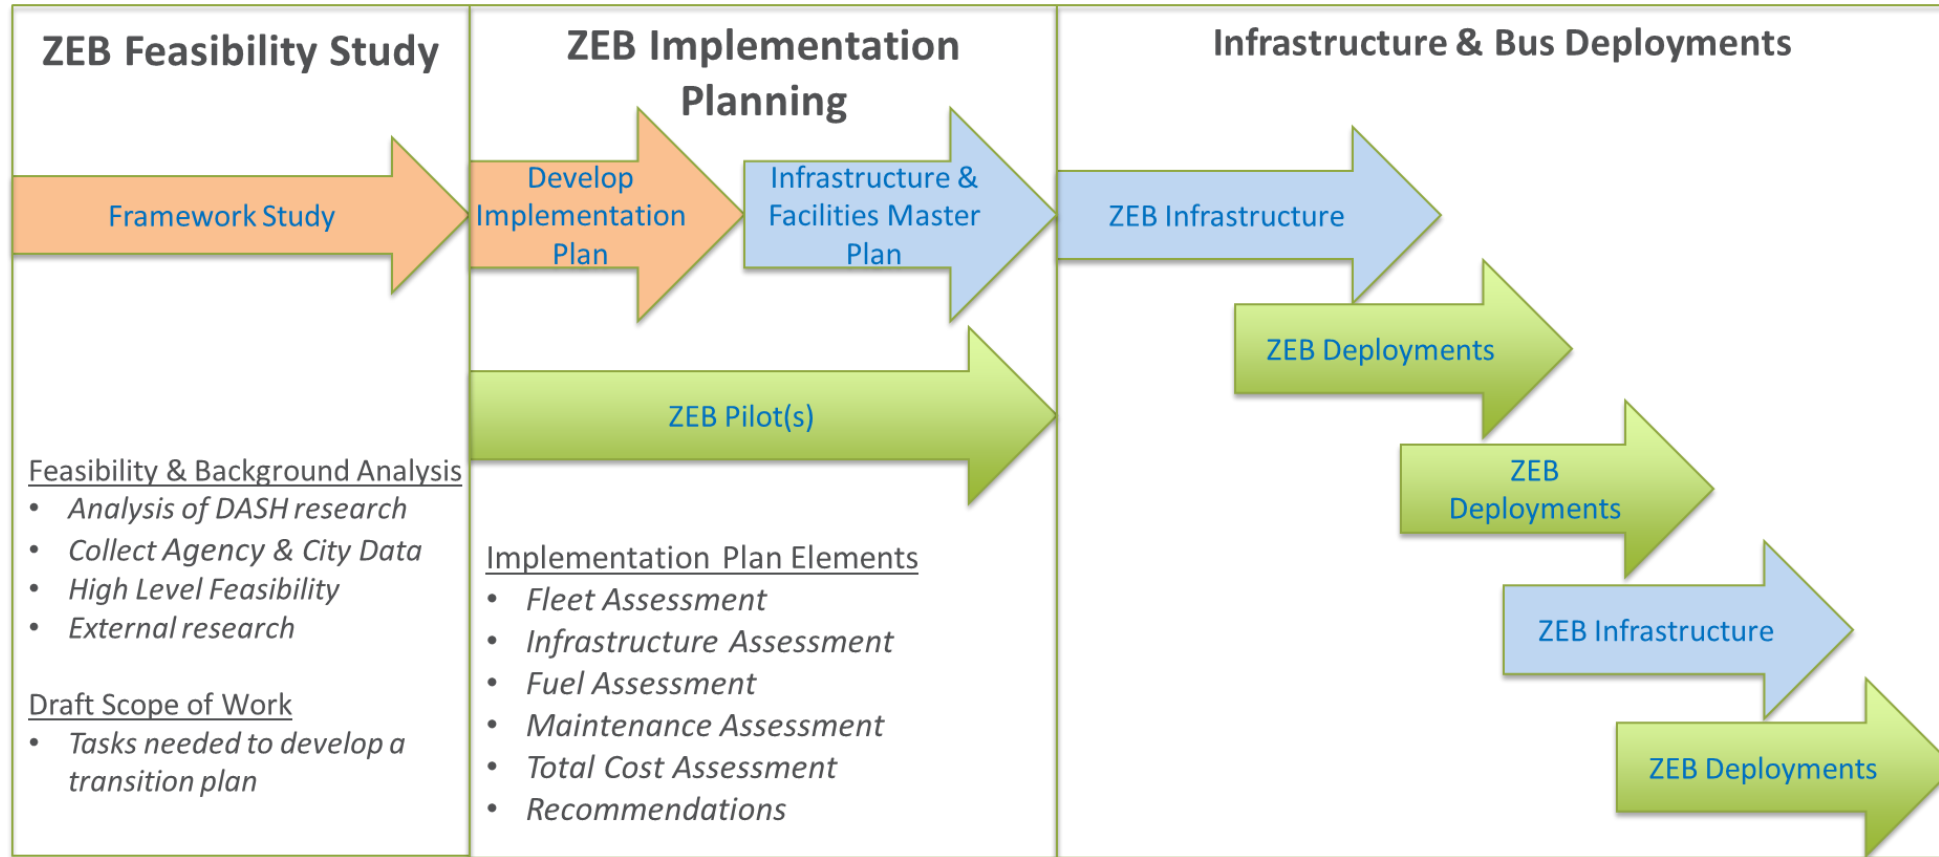 ZEB Feasibility Study
Framework Study
Feasibility & Background Analysis
• Analysis of DASH research
• Collect Agency & City Data
• High Level Feasibility
• External research
Draft Scope of Work
• Tasks needed to develop a
transition plan
ZEB Implementation
Planning
Develop
Implementation
Plan
Infrastructure &
Facilities Master
Plan
ZEB Pilot(s)
Implementation Plan Elements
• Fleet Assessment
• Infrastructure Assessment
• Fuel Assessment
• Maintenance Assessment
• Total Cost Assessment
• Recommendations
Infrastructure & Bus Deployments
ZEB Infrastructure
ZEB Deployments
ZEB
Deployments
ZEB Infrastructure
ZEB Deployments